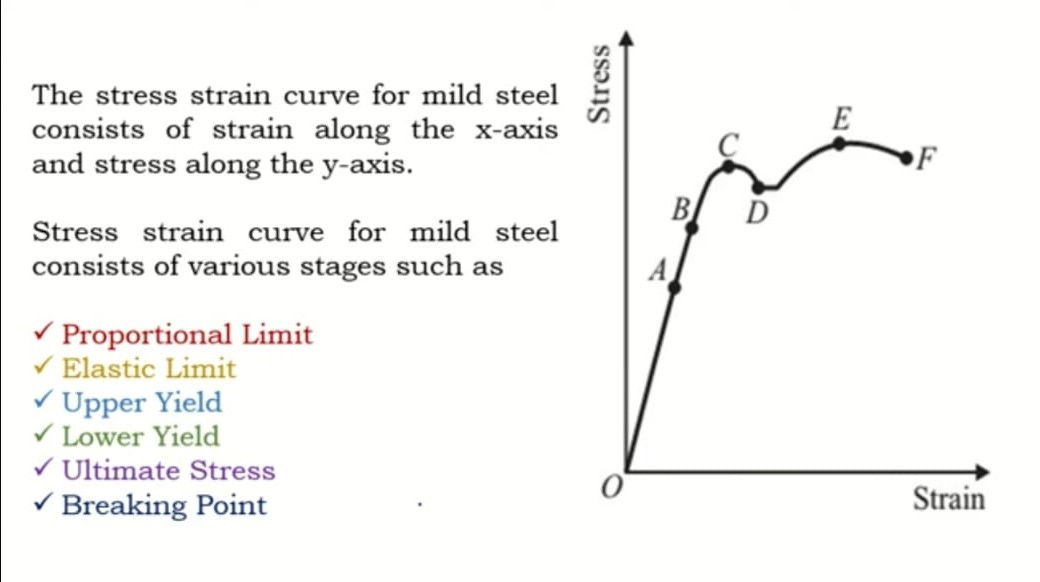 The stress strain curve for mild steel
consists of strain along the x-axis
and stress along the y-axis.
Stress strain curve for mild steel
consists of various stages such as
✓ Proportional Limit
✓ Elastic Limit
✓ Upper Yield
✓ Lower Yield
✓ Ultimate Stress
✓ Breaking Point
Stress
E
C
F
B
D
A
O
Strain